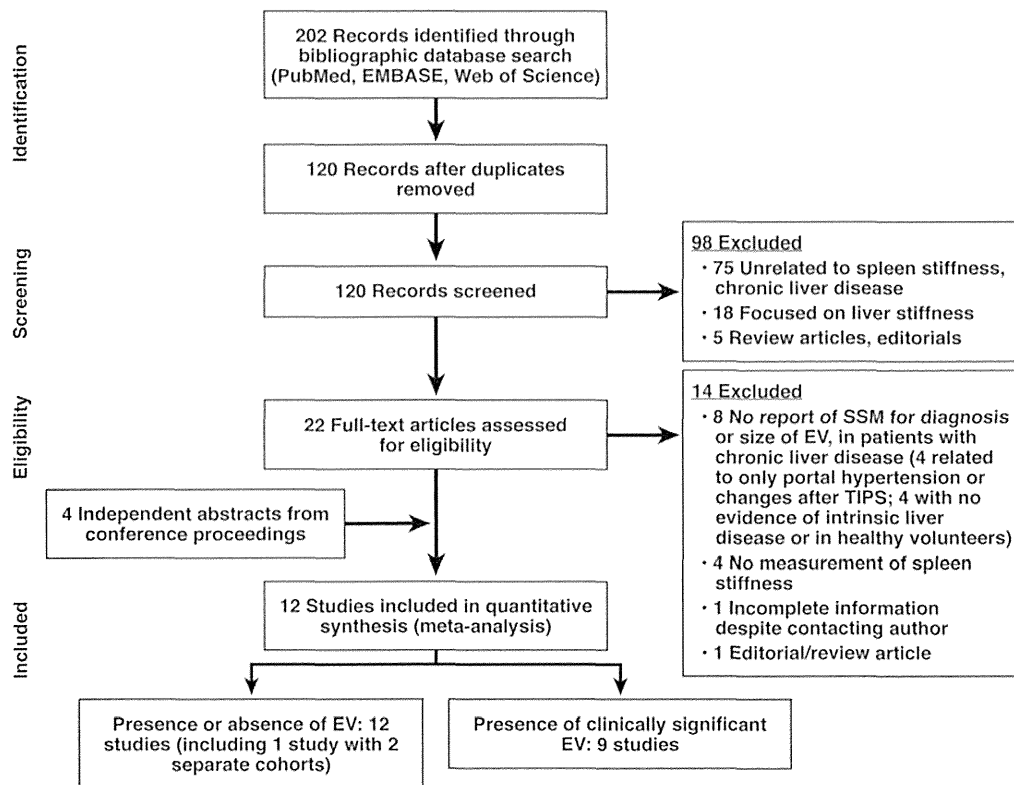 Identification
202 Records identified through
bibliographic database search
(PubMed, EMBASE, Web of Science)
120 Records after duplicates
removed
Screening
120 Records screened
98 Excluded
· 75 Unrelated to spleen stiffness,
chronic liver disease
· 18 Focused on liver stiffness
· 5 Review articles, editorials
Eligibility
22 Full-text articles assessed
for eligibility
14 Excluded
· 8 No report of SSM for diagnosis
or size of EV, in patients with
chronic liver disease (4 related
to only portal hypertension or
changes after TIPS; 4 with no
evidence of intrinsic liver
disease or in healthy volunteers)
· 4 No measurement of spleen
stiffness
· 1 Incomplete information
despite contacting author
· 1 Editorial/review article
4 Independent abstracts from
conference proceedings
Included
12 Studies included in quantitative
synthesis (meta-analysis)
Presence or absence of EV: 12
studies (including 1 study with 2
separate cohorts)
Presence of clinically significant
EV: 9 studies